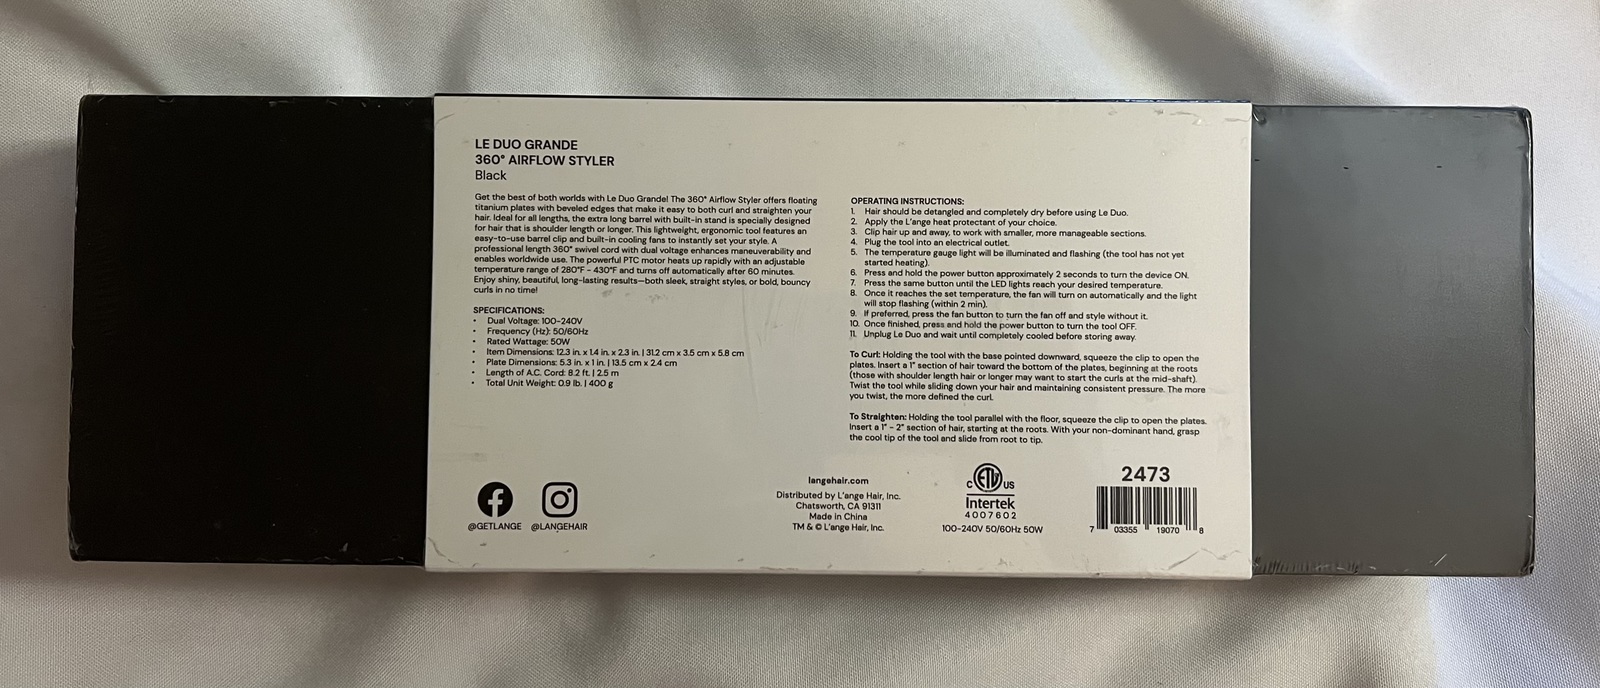 LE DUO GRANDE
360° AIRFLOW STYLER
Black
Get the best of both worlds with Le Duo Grande! The 360° Airflow Styler offers floating
titanium plates with beveled edges that make it easy to both curl and straighten your
hair. Ideal for all lengths, the extra long barrel with built-in stand is specially designed
for hair that is shoulder length or longer. This lightweight, ergonomic tool features an
easy-to-use barrel clip and built-in cooling fans to instantly set your style. A
professional length 360° swivel cord with dual voltage enhances maneuverability and
enables worldwide use. The powerful PTC motor heats up rapidly with an adjustable
temperature range of 280°F - 430°F and turns off automatically after 60 minutes.
Enjoy shiny, beautiful, long-lasting results—both sleek, straight styles, or bold, bouncy
curls in no time!
SPECIFICATIONS:
• Dual Voltage: 100-240V
• Frequency (Hz): 50/60Hz
• Rated Wattage: 50W
• Item Dimensions: 12.3 in. x 1.4 in. x 2.3 in. | 31.2 cm x 3.5 cm x 5.8 cm
• Plate Dimensions: 5.3 in. x 1 in. | 13.5 cm x 2.4 cm
• Length of A.C. Cord: 8.2 ft. | 2.5 m
• Total Unit Weight: 0.9 lb. | 400 g
OPERATING INSTRUCTIONS:
1. Hair should be detangled and completely dry before using Le Duo.
2. Apply the L'ange heat protectant of your choice.
3. Clip hair up and away, to work with smaller, more manageable sections.
4. Plug the tool into an electrical outlet.
5. The temperature gauge light will be illuminated and flashing (the tool has not yet
started heating).
6. Press and hold the power button approximately 2 seconds to turn the device ON.
7. Press the same button until the LED lights reach your desired temperature.
8. Once it reaches the set temperature, the fan will turn on automatically and the light
will stop flashing (within 2 min).
9. If preferred, press the fan button to turn the fan off and style without it.
10. Once finished, press and hold the power button to turn the tool OFF.
11. Unplug Le Duo and wait until completely cooled before storing away.
To Curl: Holding the tool with the base pointed downward, squeeze the clip to open the
plates. Insert a 1" section of hair toward the bottom of the plates, beginning at the roots
(those with shoulder length hair or longer may want to start the curls at the mid-shaft).
Twist the tool while sliding down your hair and maintaining consistent pressure. The more
you twist, the more defined the curl.
To Straighten: Holding the tool parallel with the floor, squeeze the clip to open the plates.
Insert a 1" - 2" section of hair, starting at the roots. With your non-dominant hand, grasp
the cool tip of the tool and slide from root to tip.
@GETLANGE @LANGEHAIR
langehair.com
Distributed by L'ange Hair, Inc.
Chatsworth, CA 91311
Made in China
TM & © L'ange Hair, Inc.
C ETL US
Intertek
4007602
100-240V 50/60Hz 50W
2473
7 03355 19070 8